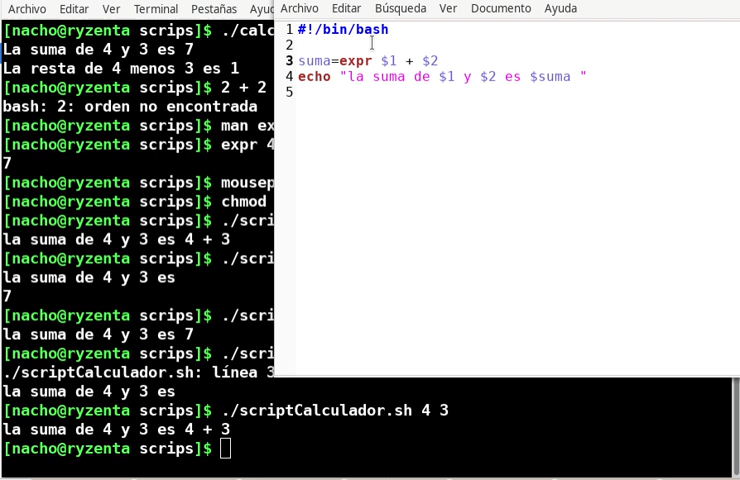 Archivo Editar Ver Terminal Pestañas Ayu
[nacho@ryzenta scrips]$ ./calc
La suma de 4 y 3 es 7
La resta de 4 menos 3 es 1
[nacho@ryzenta scrips]$ 2 + 2
bash: 2: orden no encontrada
[nacho@ryzenta scrips]$ man ex
[nacho@ryzenta scrips]$ expr 4
7
[nacho@ryzenta scrips]$ mousep
[nacho@ryzenta scrips]$ chmod
[nacho@ryzenta scrips]$ ./scri
la suma de 4 y 3 es 4 + 3
[nacho@ryzenta scrips]$ ./scri
la suma de 4 y 3 es
7
[nacho@ryzenta scrips]$ ./scri
la suma de 4 y 3 es 7
[nacho@ryzenta scrips]$ ./scri
./scriptCalculador.sh: línea 3
la suma de 4 y 3 es
[nacho@ryzenta scrips]$ ./scriptCalculador.sh 4 3
la suma de 4 y 3 es 4 + 3
[nacho@ryzenta scrips]$
Archivo Editar Búsqueda Ver Documento Ayuda
1 #!/bin/bash
2
3 suma=expr $1 + $2
4 echo "la suma de $1 y $2 es $suma "
5